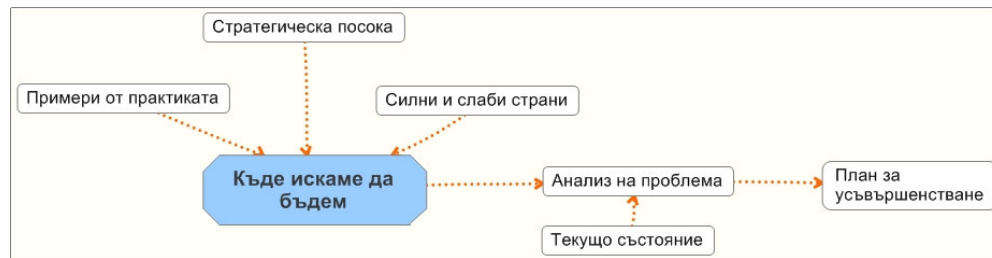 Стратегическа посока
Примери от практиката
Силни и слаби страни
Къде искаме да
бъдем
Анализ на проблема
План за
усъвършенстване
Текущо състояние